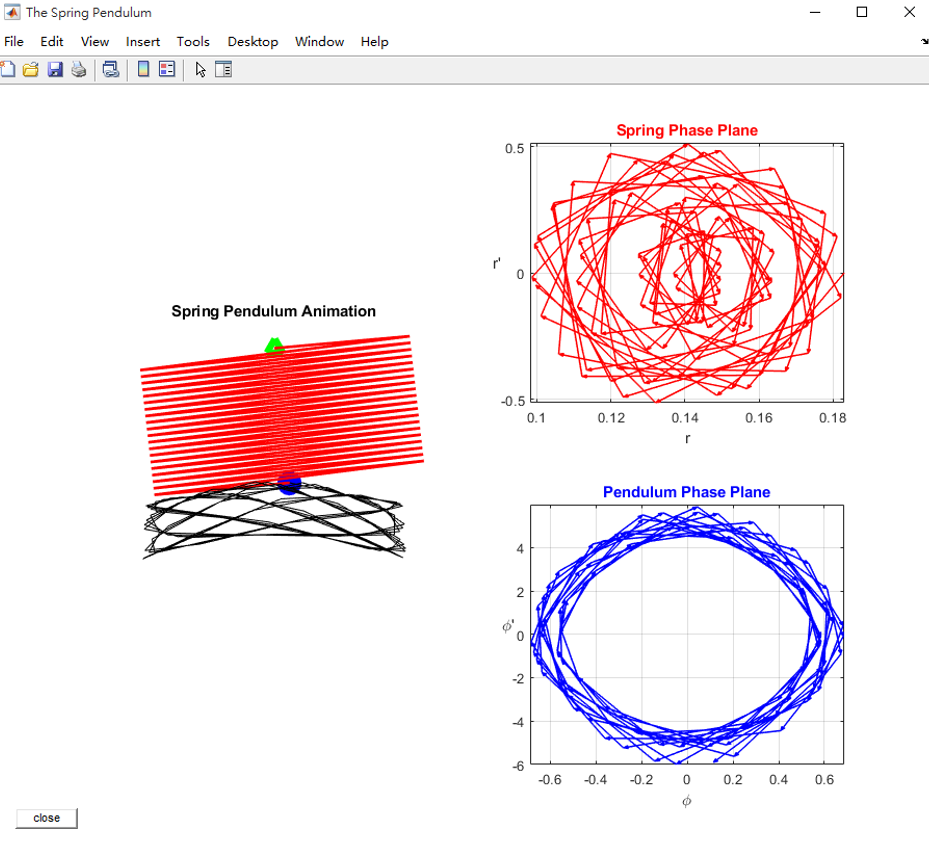 The Spring Pendulum
File Edit View Insert Tools Desktop Window Help
Spring Pendulum Animation
close
Spring Phase Plane
0.5
r'
0
-0.5
0.1 0.12 0.14 0.16 0.18
r
Pendulum Phase Plane
4
2
ϕ'
0
-2
-4
-6
-0.6 -0.4 -0.2 0 0.2 0.4 0.6
ϕ